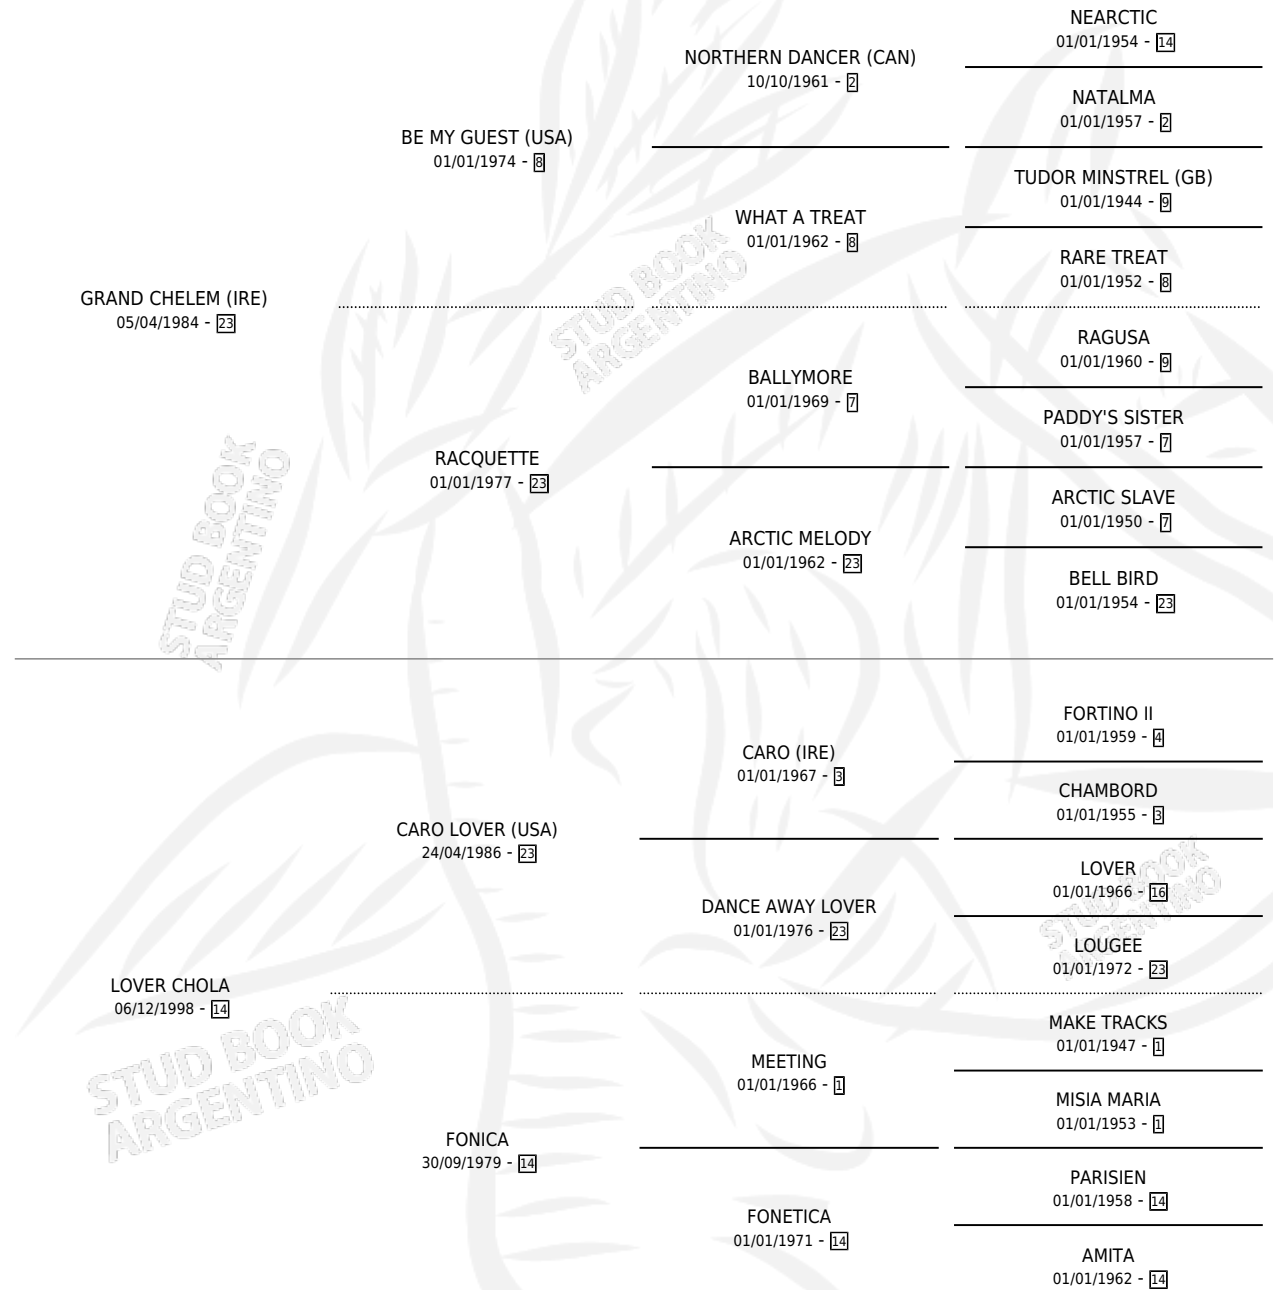 NEARCTIC
01/01/1954 - 14
NORTHERN DANCER (CAN)
10/10/1961 - 2
NATALMA
01/01/1957 - 2
BE MY GUEST (USA)
01/01/1974 - 8
TUDOR MINSTREL (GB)
01/01/1944 - 9
WHAT A TREAT
01/01/1962 - 8
RARE TREAT
01/01/1952 - 8
GRAND CHELEM (IRE)
05/04/1984 - 23
RAGUSA
01/01/1960 - 9
BALLYMORE
01/01/1969 - 7
PADDY'S SISTER
01/01/1957 - 7
RACQUETTE
01/01/1977 - 23
ARCTIC SLAVE
01/01/1950 - 7
ARCTIC MELODY
01/01/1962 - 23
BELL BIRD
01/01/1954 - 23
STUD BOOK
ARGENTINO
STUD BOOK
ARGENTINO
FORTINO II
01/01/1959 - 4
CARO (IRE)
01/01/1967 - 3
CHAMBORD
01/01/1955 - 3
CARO LOVER (USA)
24/04/1986 - 23
LOVER
01/01/1966 - 16
DANCE AWAY LOVER
01/01/1976 - 23
LOUGEE
01/01/1972 - 23
LOVER CHOLA
06/12/1998 - 14
MAKE TRACKS
01/01/1947 - 1
MEETING
01/01/1966 - 1
MISIA MARIA
01/01/1953 - 1
FONICA
30/09/1979 - 14
PARISIEN
01/01/1958 - 14
FONETICA
01/01/1971 - 14
AMITA
01/01/1962 - 14
STUD BOOK
ARGENTINO
STUD BOOK
ARGENTINO